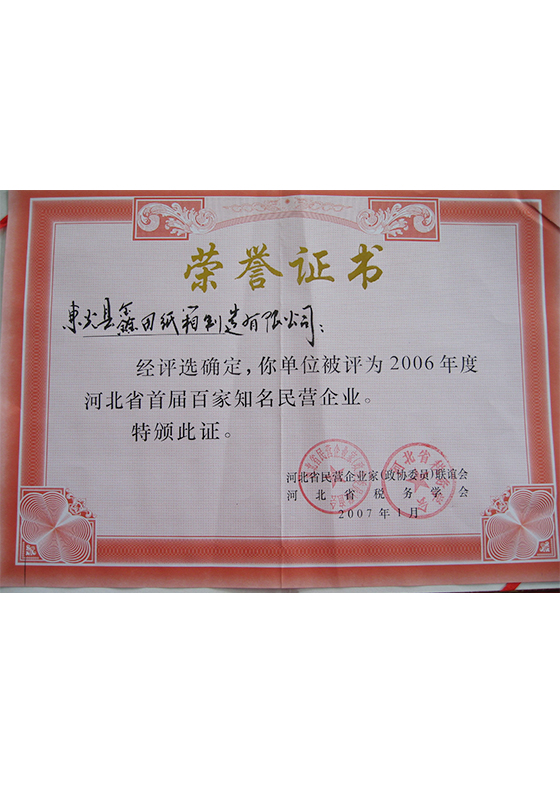 荣誉证书
东光县鑫田纸箱制造有限公司：
经评选确定，你单位被评为2006年度
河北省首届百家知名民营企业。
特颁此证。
河北省民营企业家(政协委员)联谊会
河北省税务学会
2007年1月